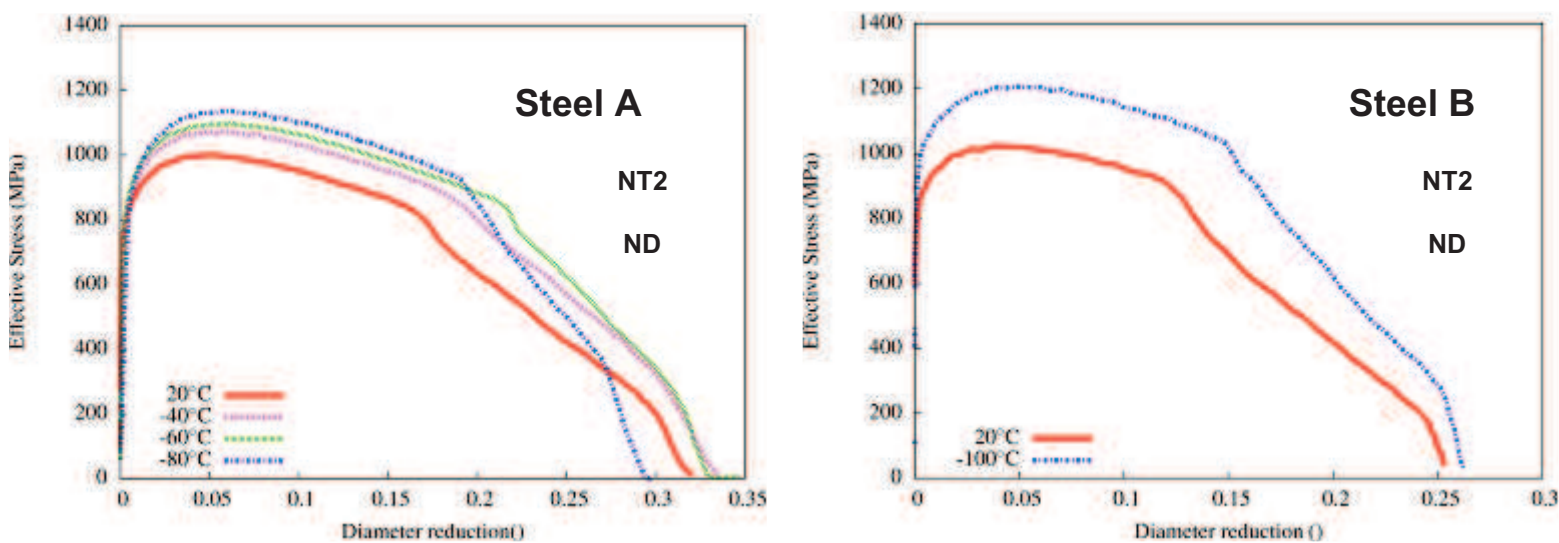 Steel A
NT2
ND
Effective Stress (MPa)
1400
1200
1000
800
600
400
200
0
20°C
-40°C
-60°C
-80°C
0 0.05 0.1 0.15 0.2 0.25 0.3 0.35
Diameter reduction()
Steel B
NT2
ND
Effective Stress (MPa)
1400
1200
1000
800
600
400
200
0
20°C
-100°C
0 0.05 0.1 0.15 0.2 0.25 0.3
Diameter reduction ()